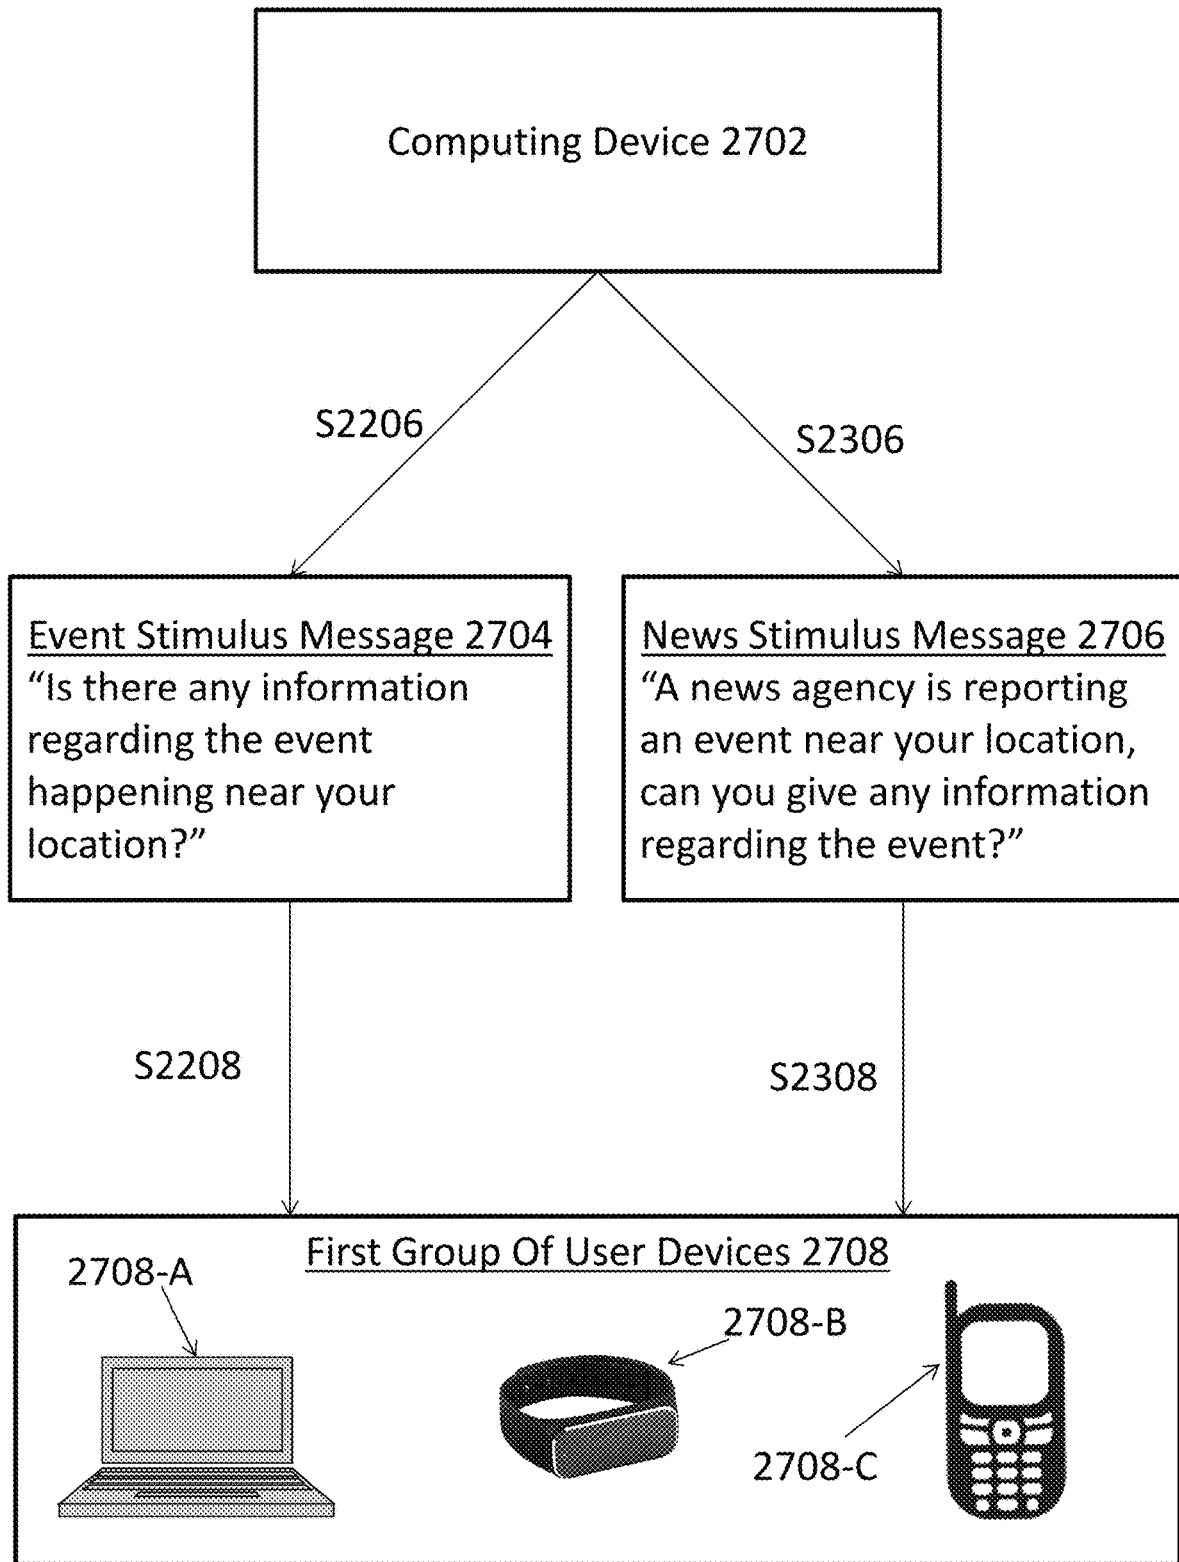 Computing Device 2702
S2206
S2306
Event Stimulus Message 2704
“Is there any information
regarding the event
happening near your
location?”
News Stimulus Message 2706
“A news agency is reporting
an event near your location,
can you give any information
regarding the event?”
S2208
S2308
First Group Of User Devices 2708
2708-A
2708-B
2708-C